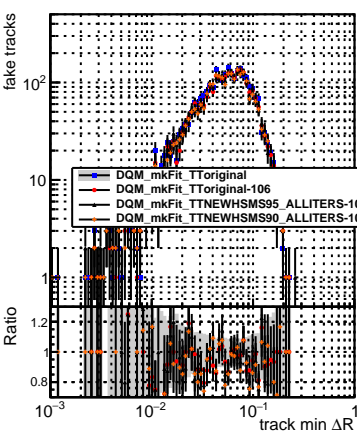 fake tracks
10²
10
1
DQM_mkFit_TToriginal
DQM_mkFit_TToriginal-106
DQM_mkFit_TTNEWHSMS95_ALLITERS-10
DQM_mkFit_TTNEWHSMS90_ALLITERS-10
Ratio
1.2
1
0.8
10⁻³ 10⁻² 10⁻¹ 1
track min ΔR